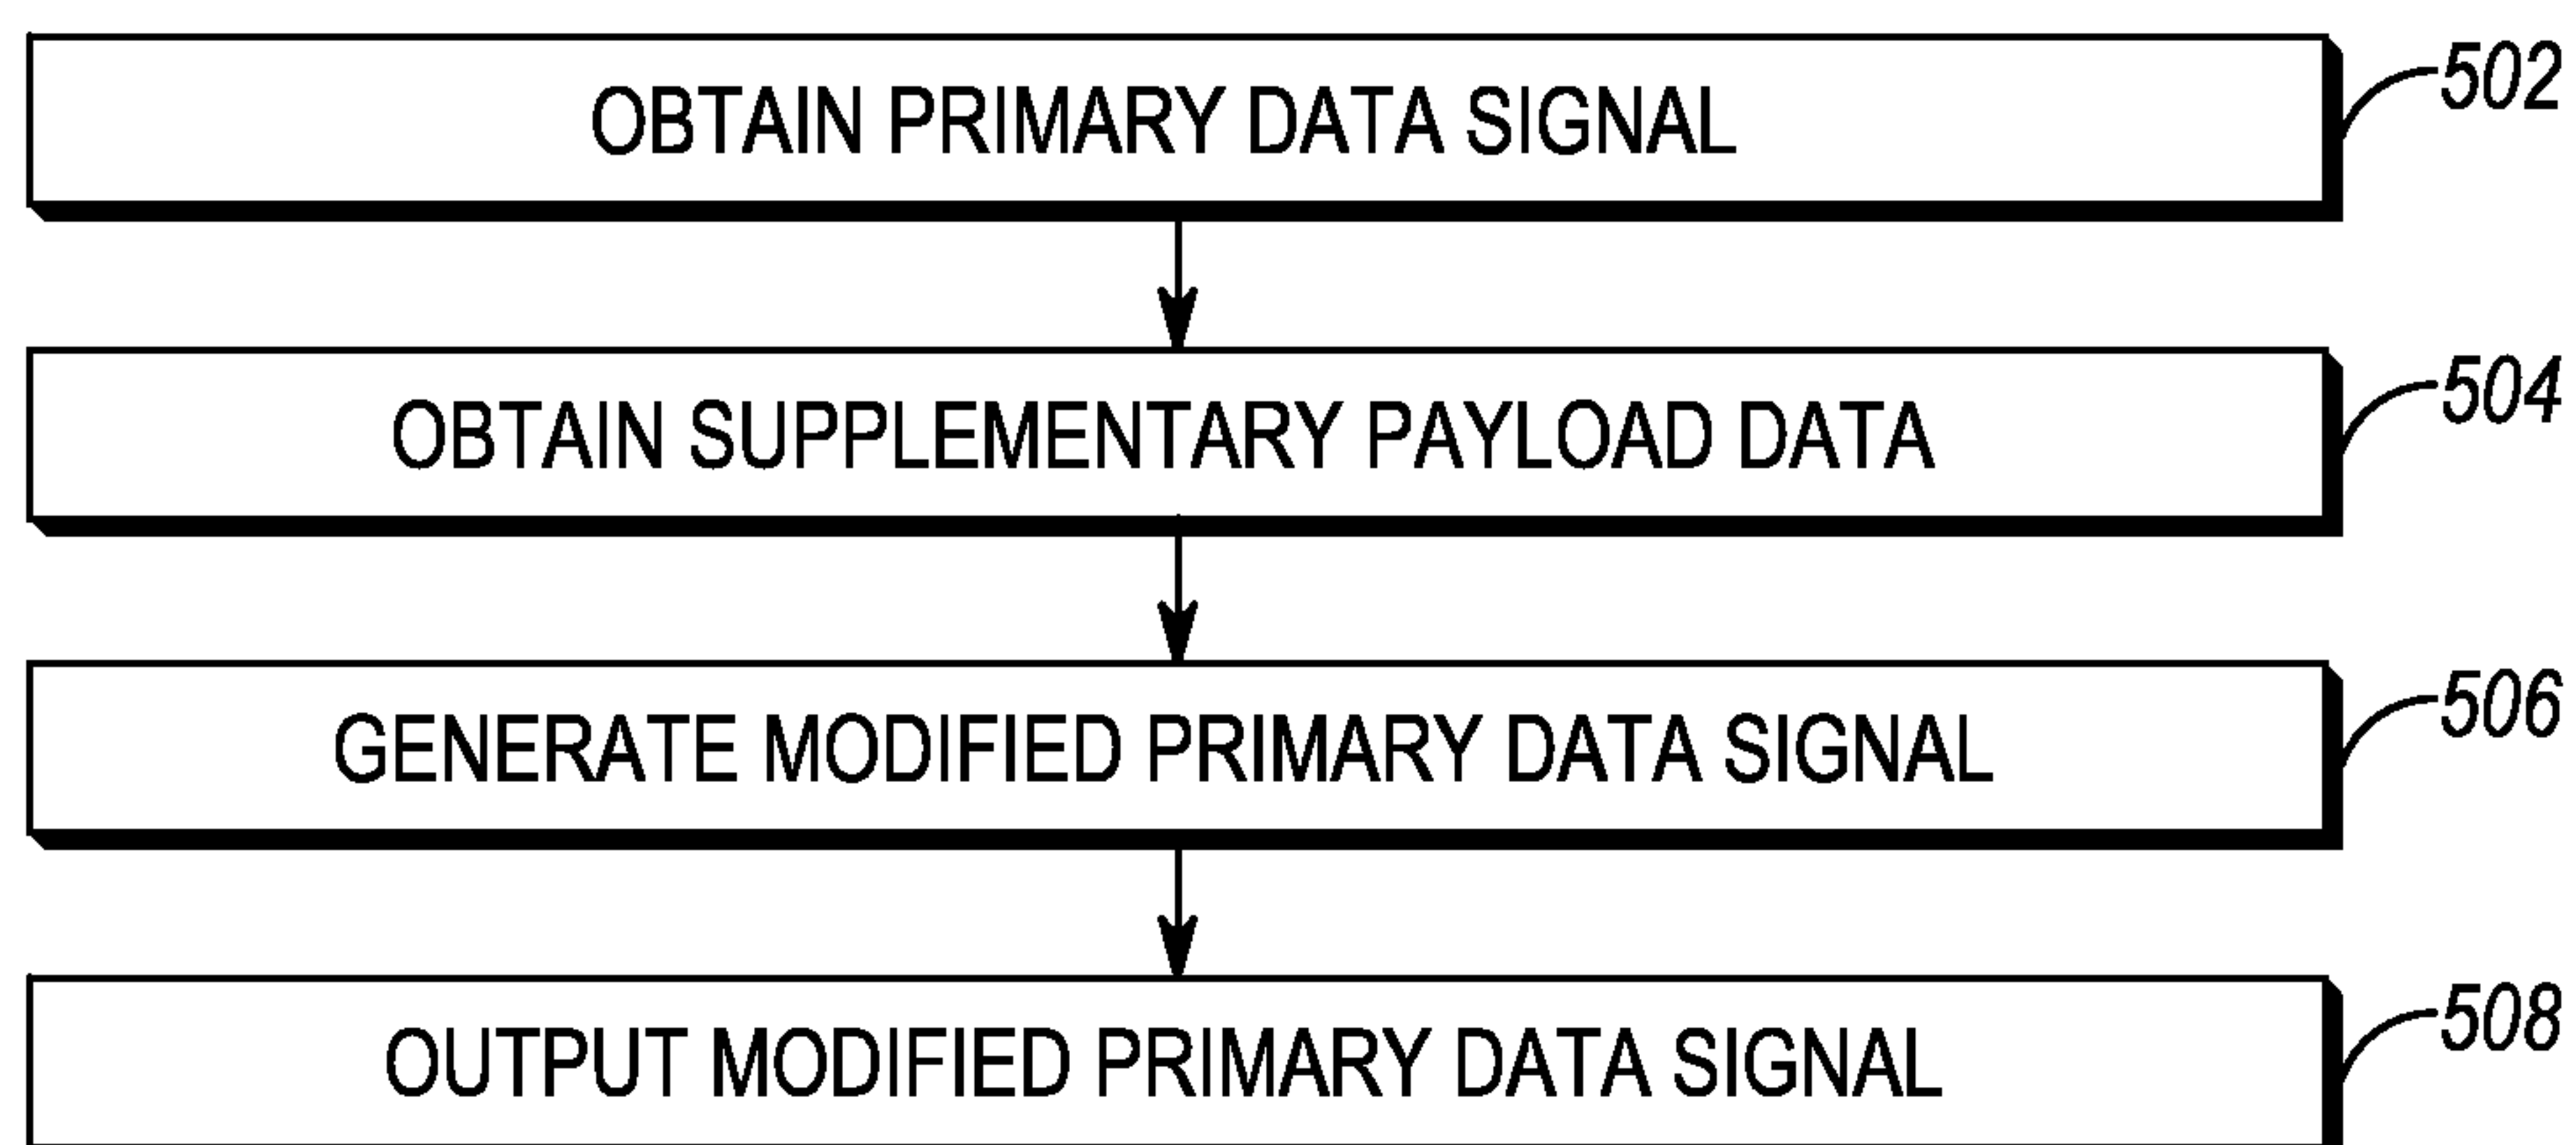 OBTAIN PRIMARY DATA SIGNAL
502
OBTAIN SUPPLEMENTARY PAYLOAD DATA
504
GENERATE MODIFIED PRIMARY DATA SIGNAL
506
OUTPUT MODIFIED PRIMARY DATA SIGNAL
508